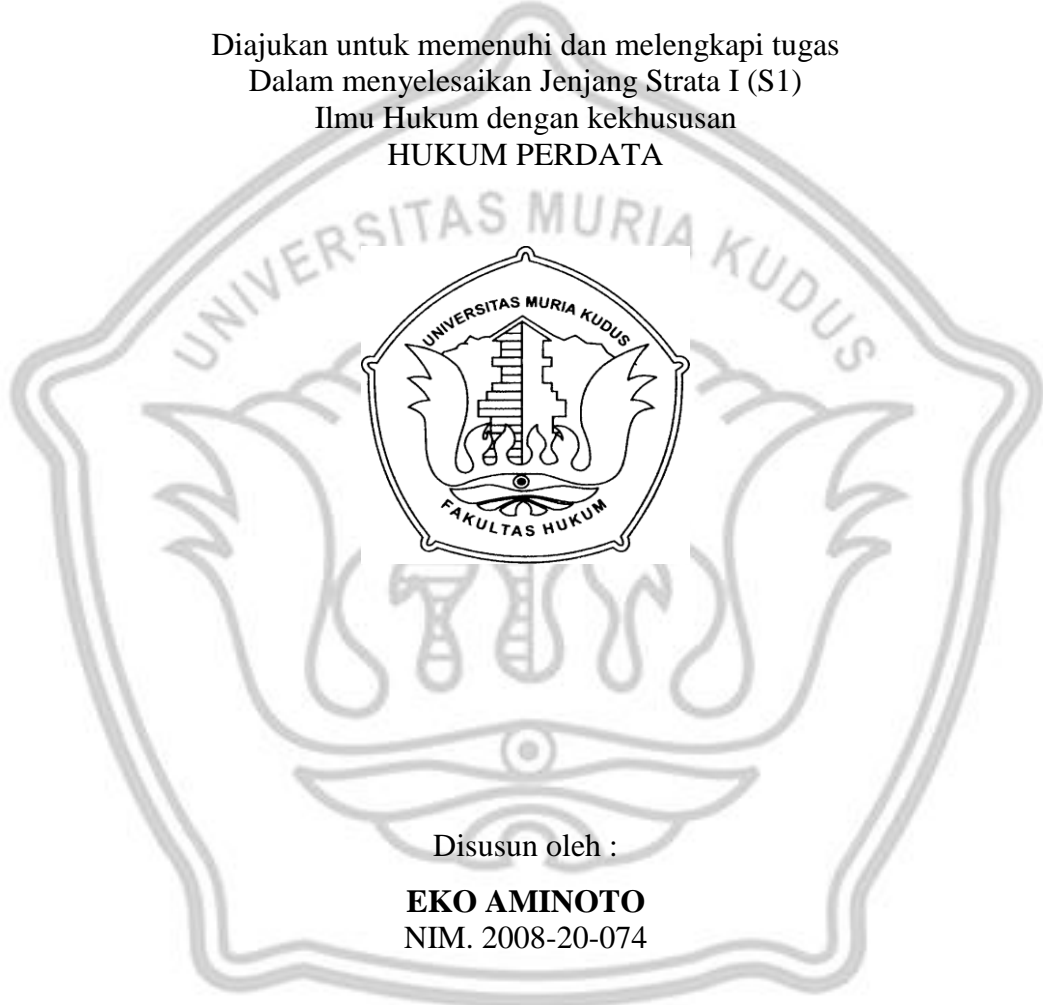 Diajukan untuk memenuhi dan melengkapi tugas
Dalam menyelesaikan Jenjang Strata I (S1)
Ilmu Hukum dengan kekhususan
HUKUM PERDATA
UNIVERSITAS MURIA KUDUS
UNIVERSITAS MURIA KUDUS
FAKULTAS HUKUM
Disusun oleh :
EKO AMINOTO
NIM. 2008-20-074